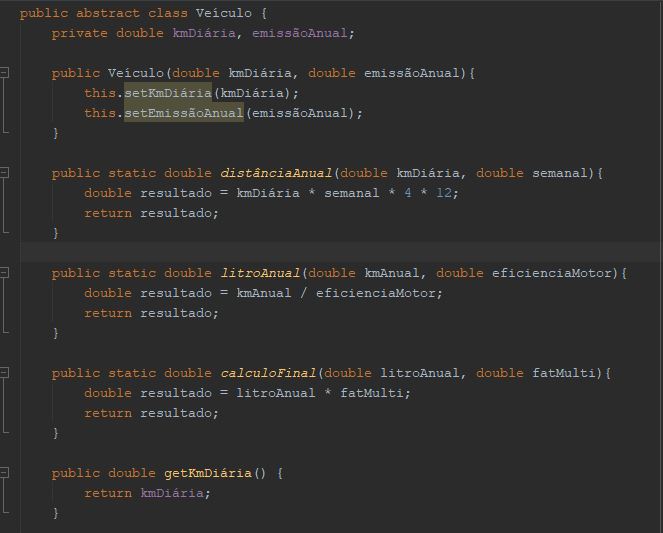 public abstract class Veículo {
    private double kmDiária, emissãoAnual;

    public Veículo(double kmDiária, double emissãoAnual){
        this.setKmDiária(kmDiária);
        this.setEmissãoAnual(emissãoAnual);
    }

    public static double distânciaAnual(double kmDiária, double semanal){
        double resultado = kmDiária * semanal * 4 * 12;
        return resultado;
    }

    public static double litroAnual(double kmAnual, double eficienciaMotor){
        double resultado = kmAnual / eficienciaMotor;
        return resultado;
    }

    public static double calculoFinal(double litroAnual, double fatMulti){
        double resultado = litroAnual * fatMulti;
        return resultado;
    }

    public double getKmDiária() {
        return kmDiária;
    }